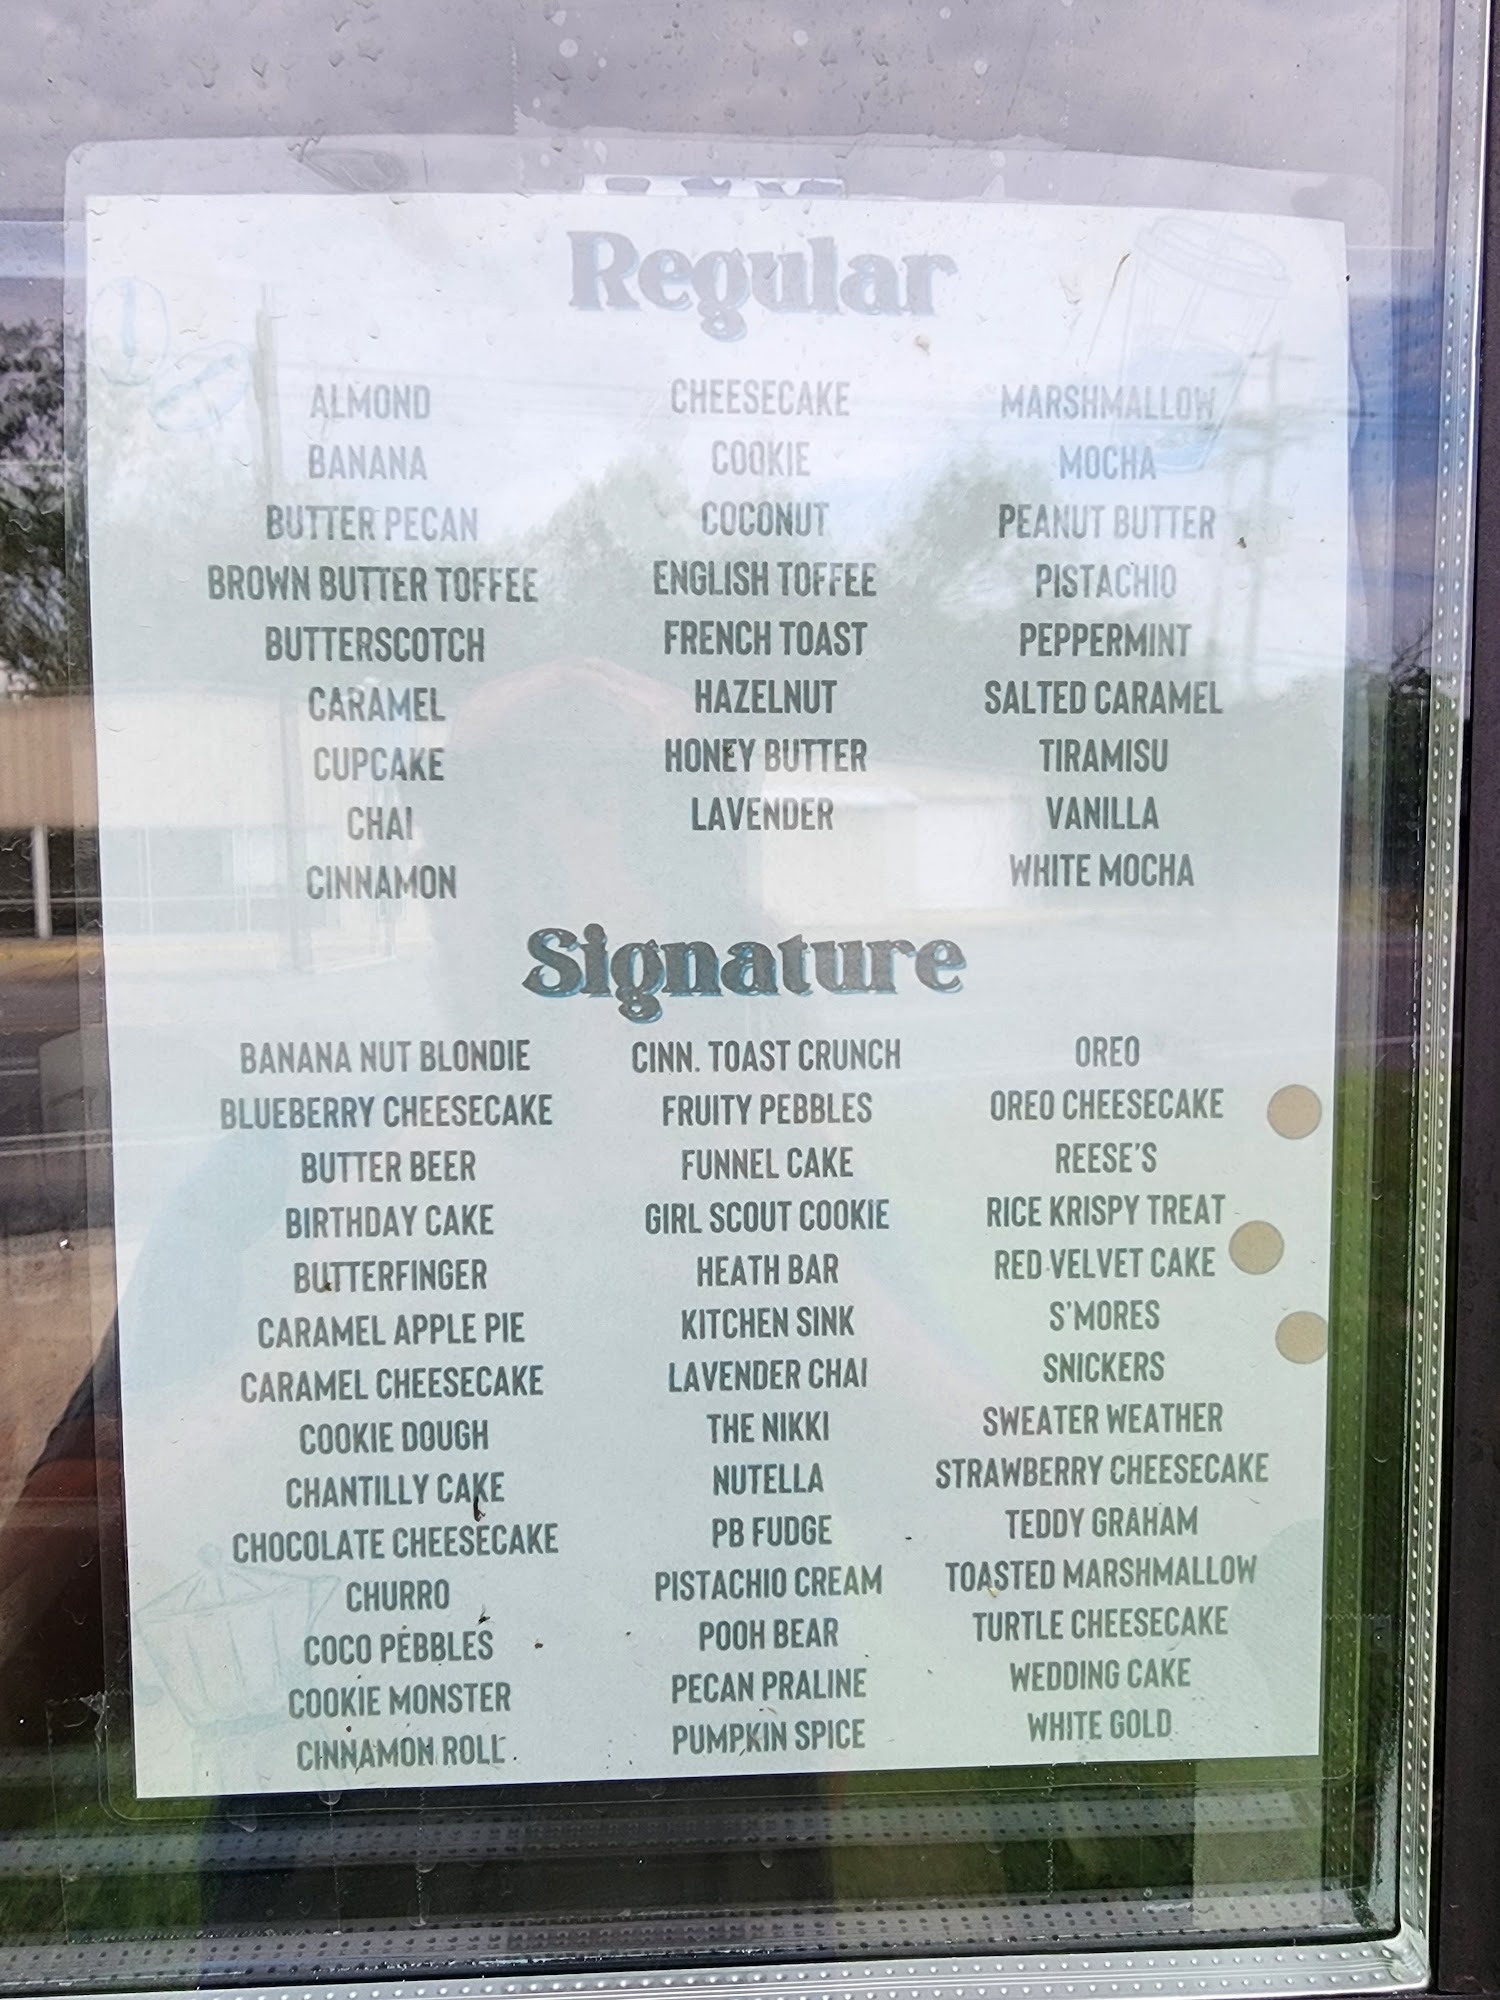 Regular
ALMOND
BANANA
BUTTER PECAN
BROWN BUTTER TOFFEE
BUTTERSCOTCH
CARAMEL
CUPCAKE
CHAI
CINNAMON
CHEESECAKE
COOKIE
COCONUT
ENGLISH TOFFEE
FRENCH TOAST
HAZELNUT
HONEY BUTTER
LAVENDER
MARSHMALLOW
MOCHA
PEANUT BUTTER
PISTACHIO
PEPPERMINT
SALTED CARAMEL
TIRAMISU
VANILLA
WHITE MOCHA
Signature
BANANA NUT BLONDIE
BLUEBERRY CHEESECAKE
BUTTER BEER
BIRTHDAY CAKE
BUTTERFINGER
CARAMEL APPLE PIE
CARAMEL CHEESECAKE
COOKIE DOUGH
CHANTILLY CAKE
CHOCOLATE CHEESECAKE
CHURRO
COCO PEBBLES
COOKIE MONSTER
CINNAMON ROLL
CINN. TOAST CRUNCH
FRUITY PEBBLES
FUNNEL CAKE
GIRL SCOUT COOKIE
HEATH BAR
KITCHEN SINK
LAVENDER CHAI
THE NIKKI
NUTELLA
PB FUDGE
PISTACHIO CREAM
POOH BEAR
PECAN PRALINE
PUMPKIN SPICE
OREO
OREO CHEESECAKE
REESE'S
RICE KRISPY TREAT
RED VELVET CAKE
S'MORES
SNICKERS
SWEATER WEATHER
STRAWBERRY CHEESECAKE
TEDDY GRAHAM
TOASTED MARSHMALLOW
TURTLE CHEESECAKE
WEDDING CAKE
WHITE GOLD